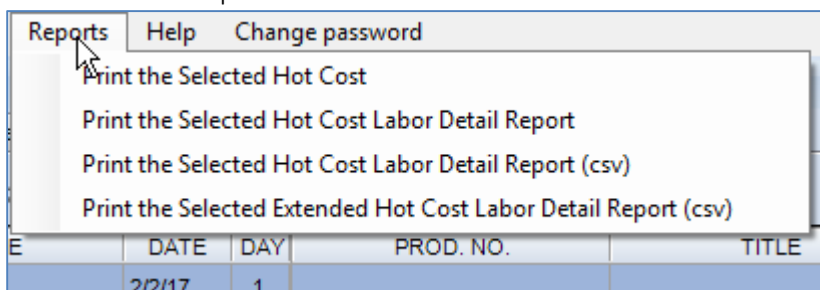 Reports Help Change password
Print the Selected Hot Cost
Print the Selected Hot Cost Labor Detail Report
Print the Selected Hot Cost Labor Detail Report (csv)
Print the Selected Extended Hot Cost Labor Detail Report (csv)
E DATE DAY PROD. NO. TITLE
2/2/17 1